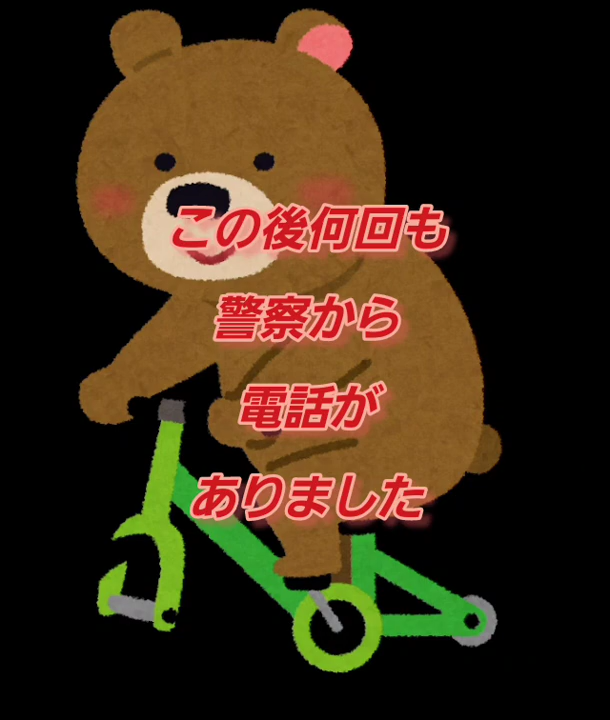 この後何回も
警察から
電話が
ありました